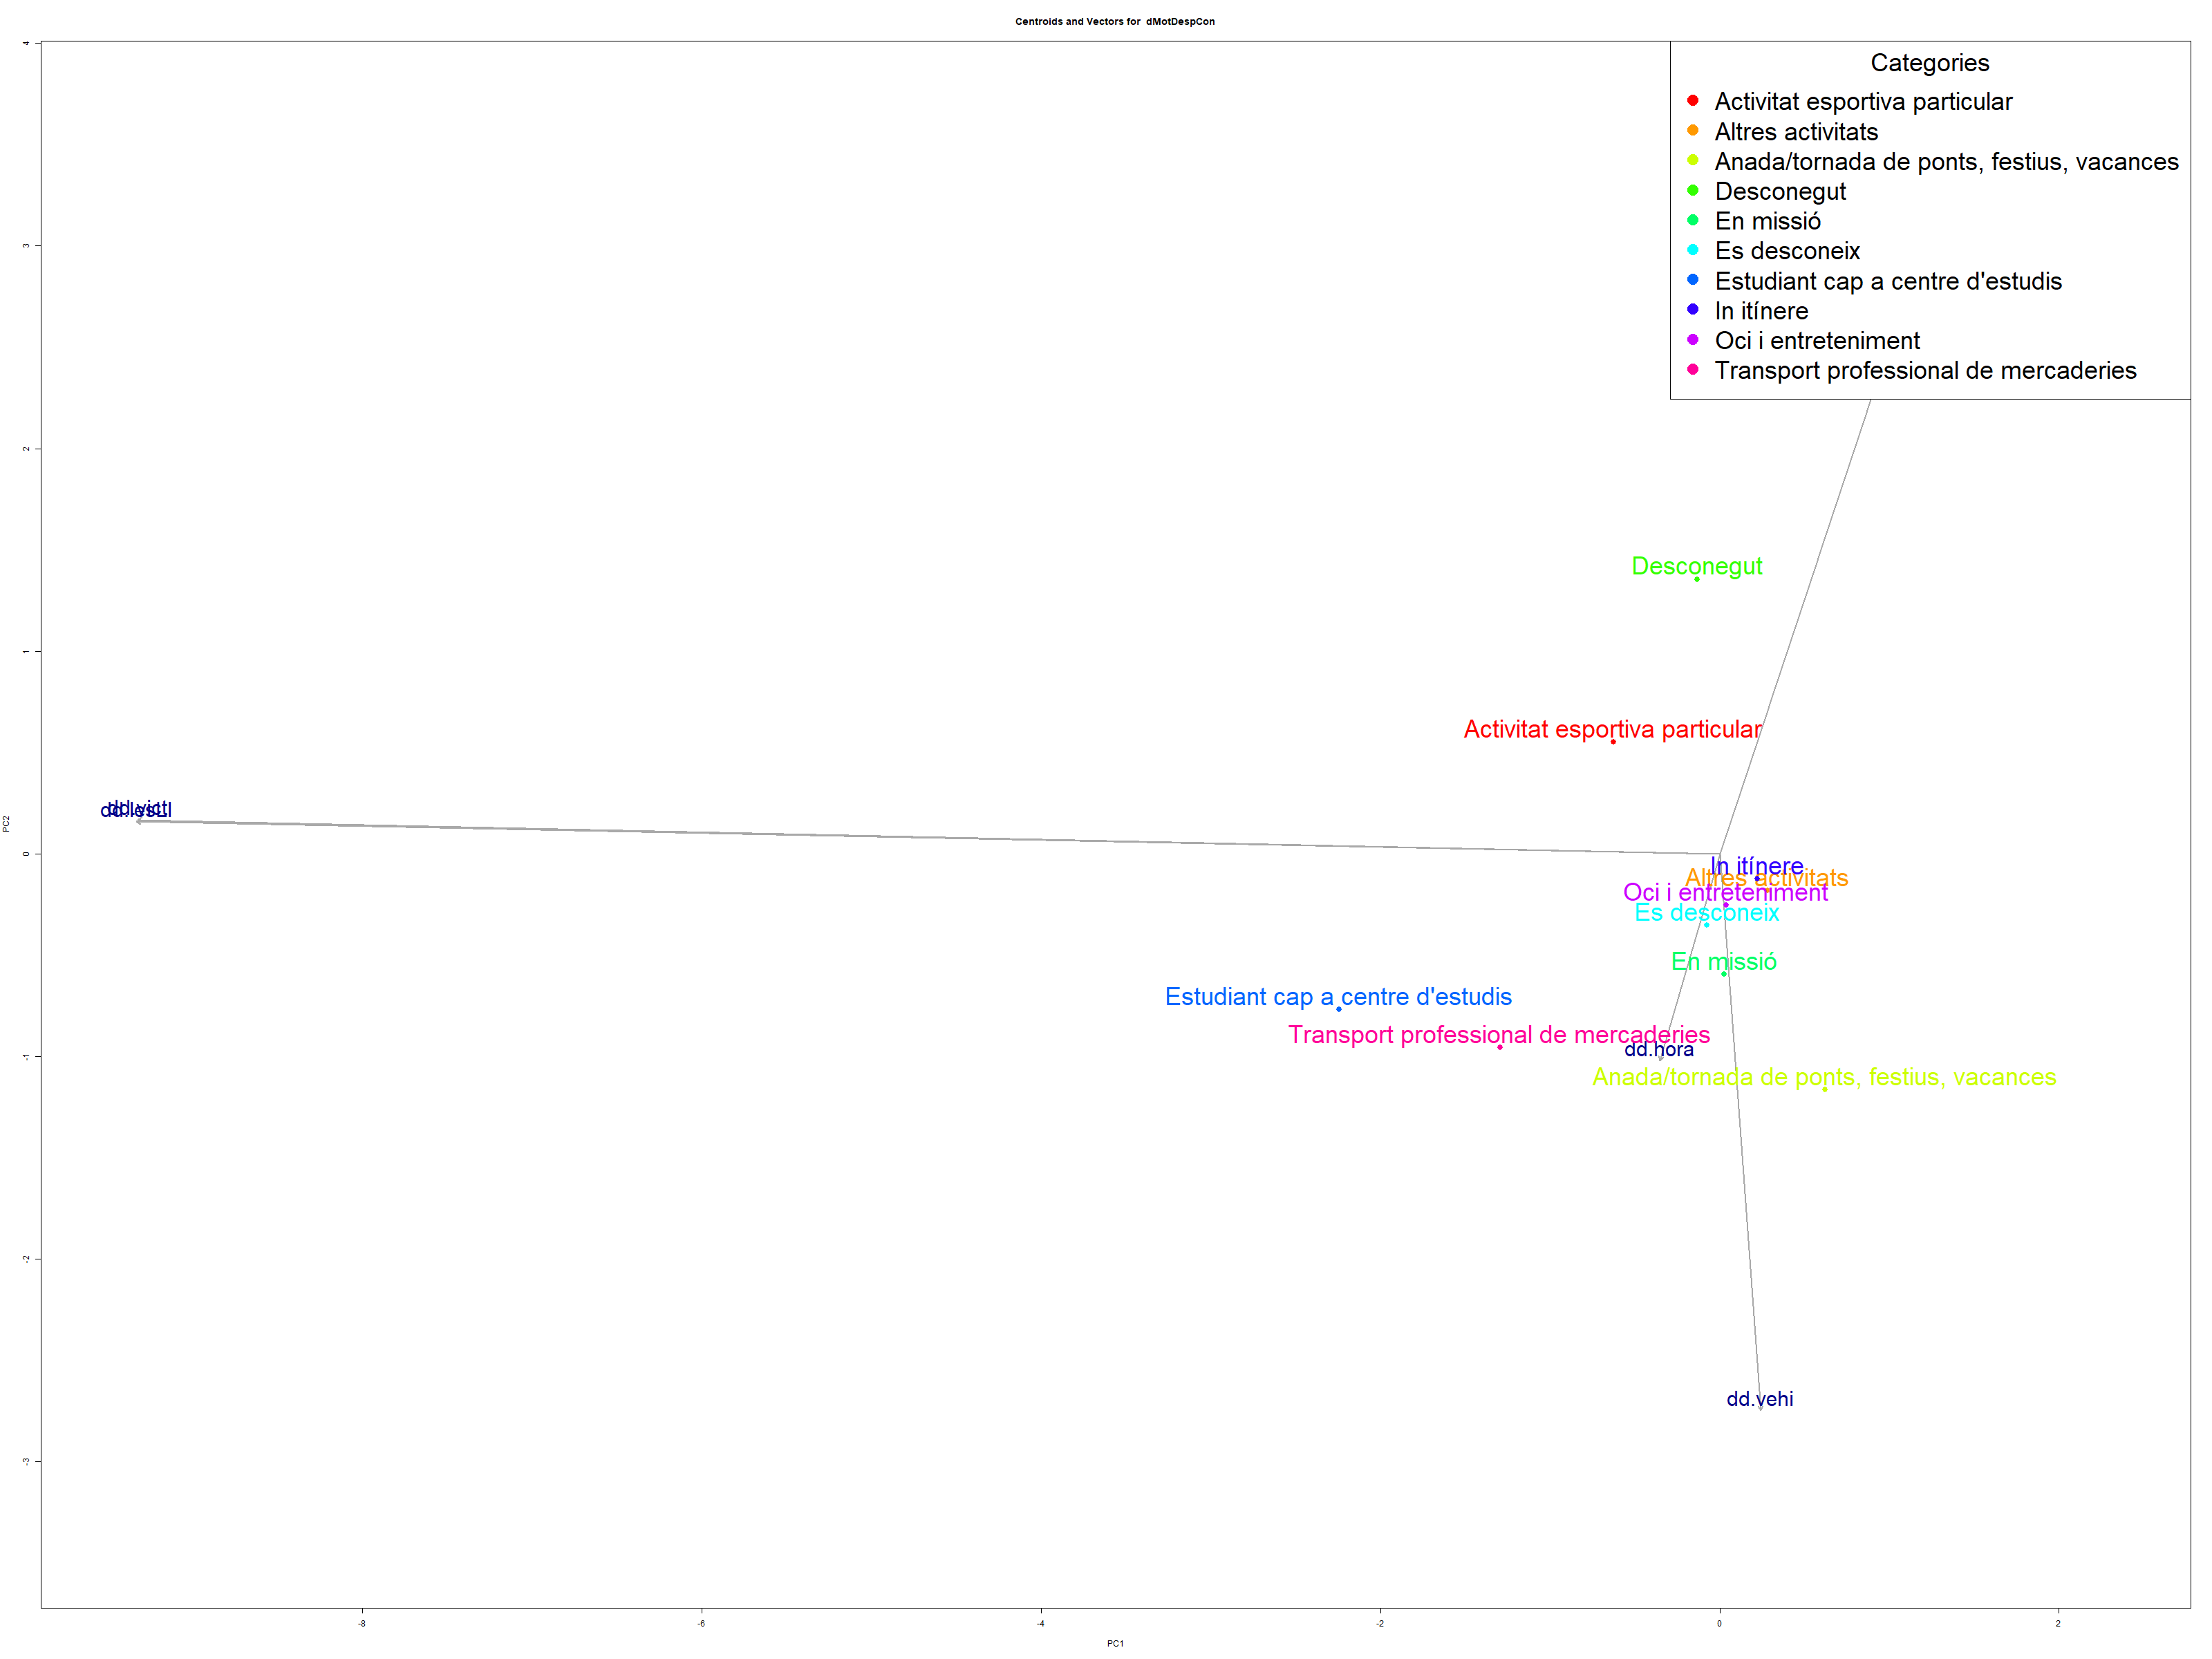 Centroids and Vectors for dMotDespCon
Categories
Activitat esportiva particular
Altres activitats
Anada/tornada de ponts, festius, vacances
Desconegut
En missió
Es desconeix
Estudiant cap a centre d'estudis
In itínere
Oci i entreteniment
Transport professional de mercaderies
4
3
2
1
0
-1
-2
-3
PC2
Desconegut
Activitat esportiva particular
dd.vict
dd.lesLl
In itínere
Altres activitats
Oci i entreteniment
Es desconeix
En missió
Estudiant cap a centre d'estudis
Transport professional de mercaderies
dd.hora
Anada/tornada de ponts, festius, vacances
dd.vehi
-8
-6
-4
-2
0
2
PC1